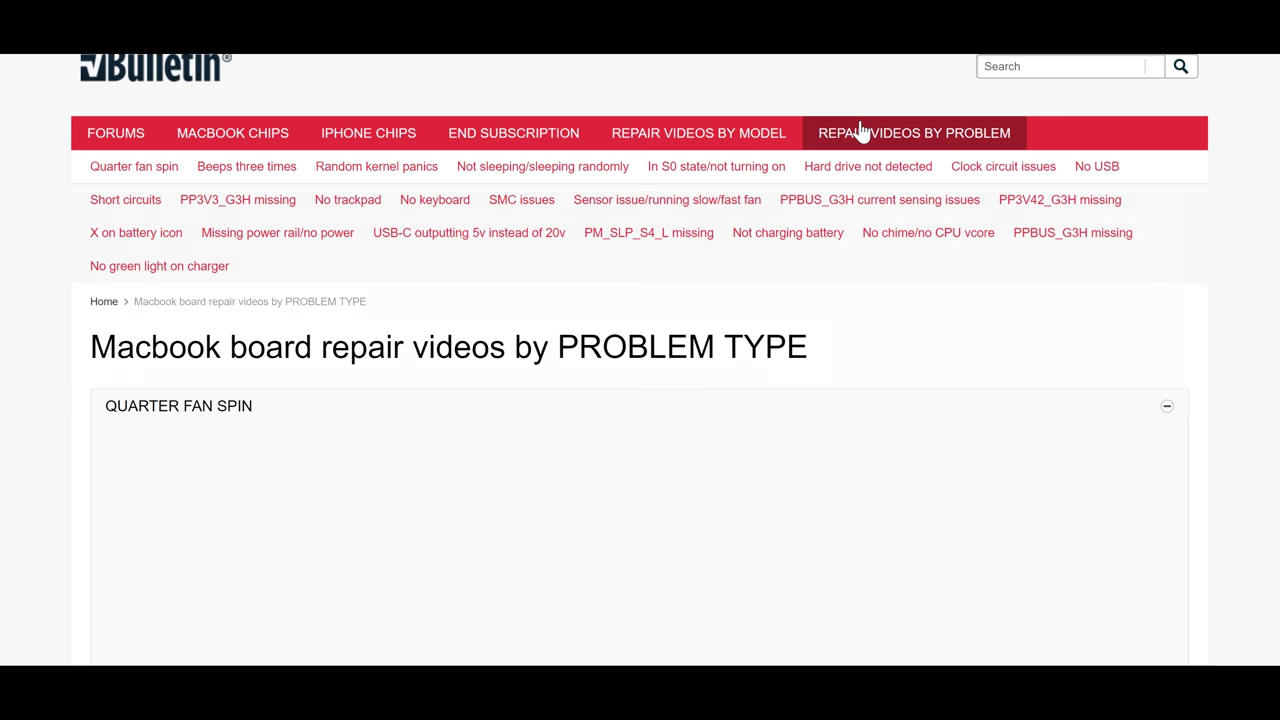 vBulletin®
Search
FORUMS MACBOOK CHIPS IPHONE CHIPS END SUBSCRIPTION REPAIR VIDEOS BY MODEL REPAIR VIDEOS BY PROBLEM
Quarter fan spin Beeps three times Random kernel panics Not sleeping/sleeping randomly In S0 state/not turning on Hard drive not detected Clock circuit issues No USB
Short circuits PP3V3_G3H missing No trackpad No keyboard SMC issues Sensor issue/running slow/fast fan PPBUS_G3H current sensing issues PP3V42_G3H missing
X on battery icon Missing power rail/no power USB-C outputting 5v instead of 20v PM_SLP_S4_L missing Not charging battery No chime/no CPU vcore PPBUS_G3H missing
No green light on charger
Home > Macbook board repair videos by PROBLEM TYPE
Macbook board repair videos by PROBLEM TYPE
QUARTER FAN SPIN